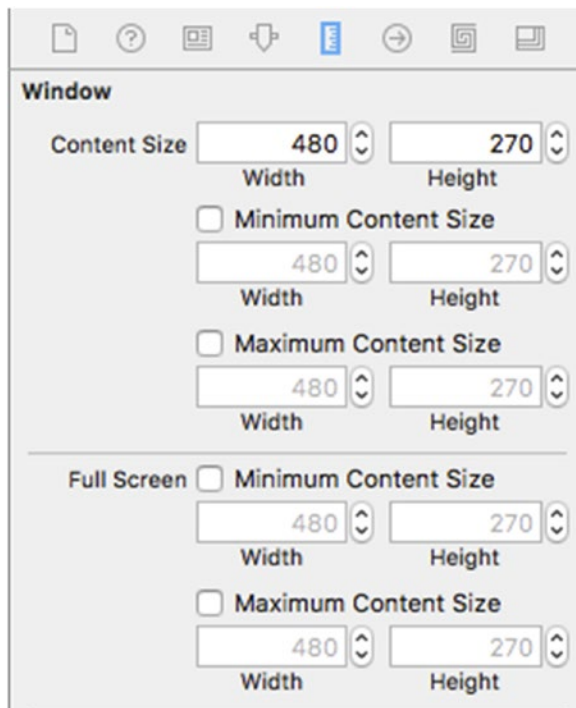 Window
Content Size 480 270
Width Height
Minimum Content Size
480 270
Width Height
Maximum Content Size
480 270
Width Height
Full Screen Minimum Content Size
480 270
Width Height
Maximum Content Size
480 270
Width Height